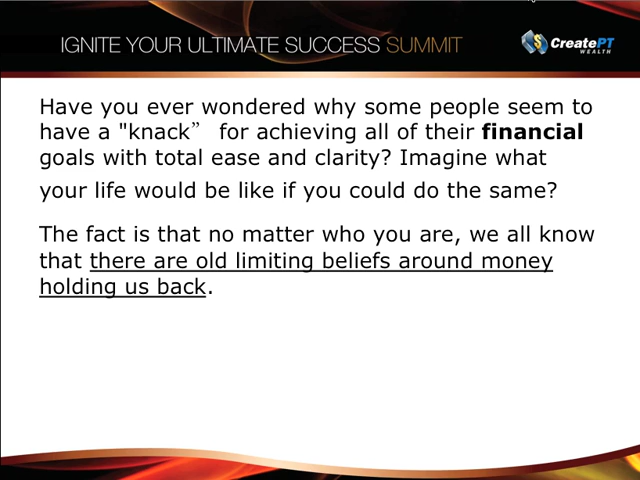 IGNITE YOUR ULTIMATE SUCCESS SUMMIT
CreatePT
WEALTH
Have you ever wondered why some people seem to
have a "knack” for achieving all of their financial
goals with total ease and clarity? Imagine what
your life would be like if you could do the same?
The fact is that no matter who you are, we all know
that there are old limiting beliefs around money
holding us back.